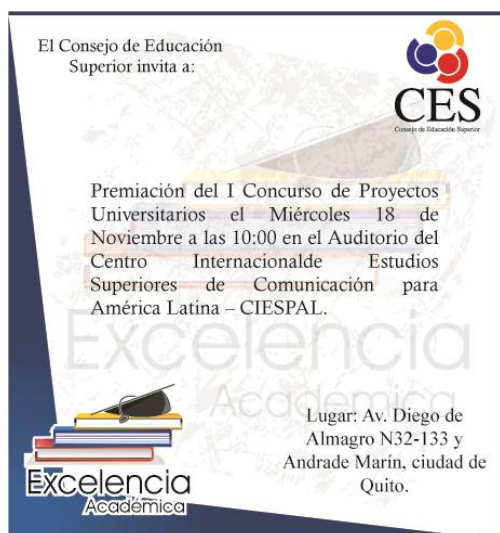 El Consejo de Educación
Superior invita a:
CES
Consejo de Educación Superior
Premiación del I Concurso de Proyectos
Universitarios el Miércoles 18 de
Noviembre a las 10:00 en el Auditorio del
Centro Internacionalde Estudios
Superiores de Comunicación para
América Latina – CIESPAL.
Excelencia
Académica
Lugar: Av. Diego de
Almagro N32-133 y
Andrade Marín, ciudad de
Quito.
Excelencia
Académica